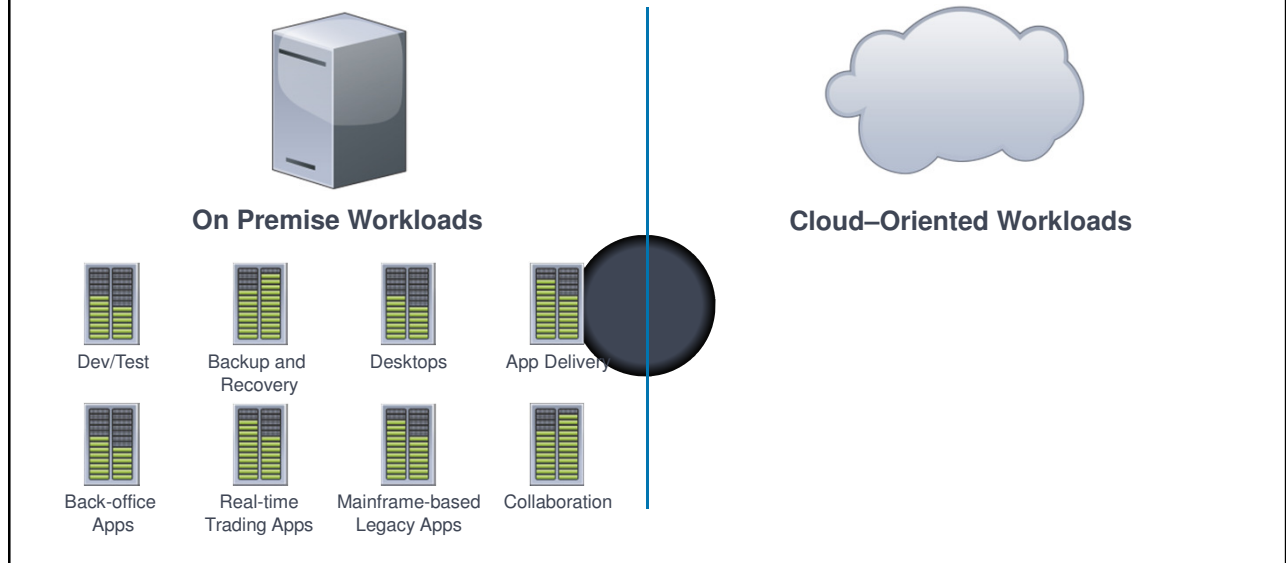 On Premise Workloads
Cloud–Oriented Workloads
Dev/Test
Backup and
Recovery
Desktops
App Delivery
Back-office
Apps
Real-time
Trading Apps
Mainframe-based
Legacy Apps
Collaboration